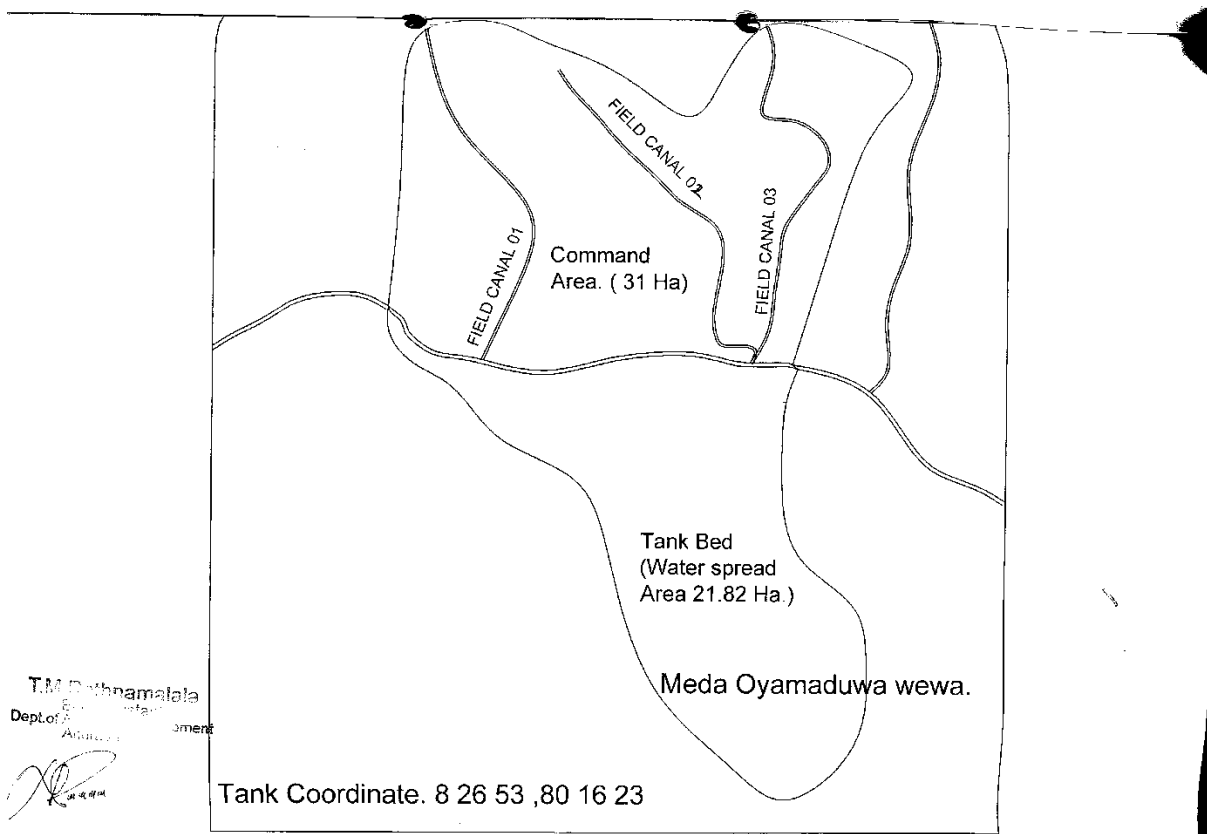 FIELD CANAL 01
FIELD CANAL 02
FIELD CANAL 03
Command
Area. ( 31 Ha)
Tank Bed
(Water spread
Area 21.82 Ha.)
Meda Oyamaduwa wewa.
T.M
Dept.of
Tank Coordinate. 8 26 53 ,80 16 23